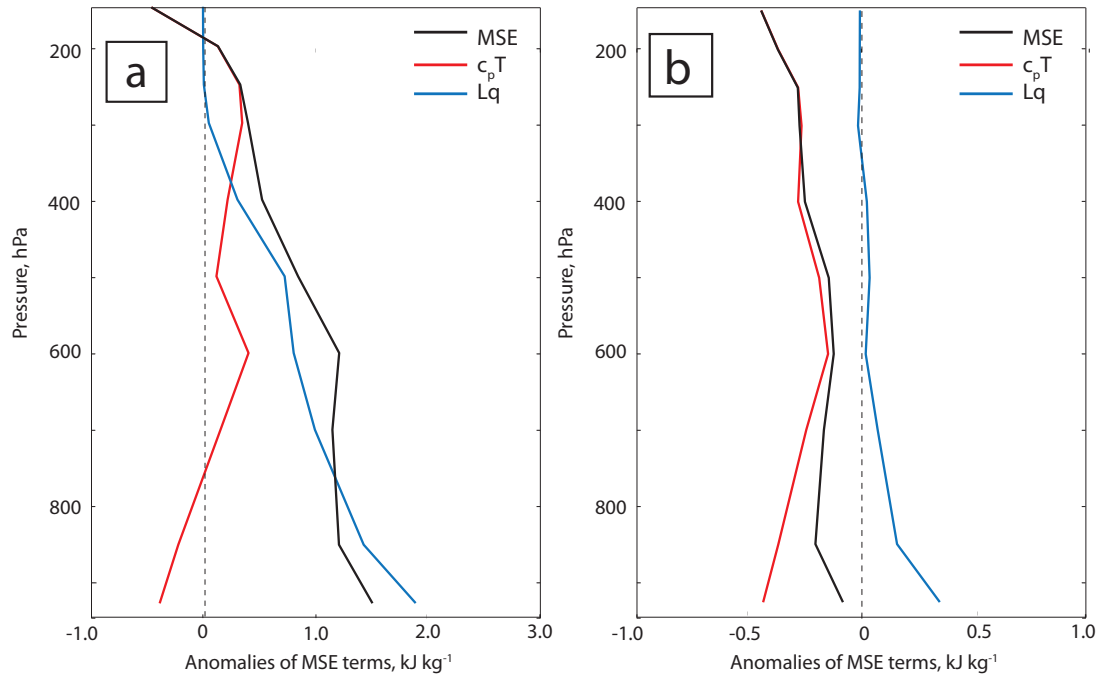 a
MSE
cpT
Lq
200
400
600
800
Pressure, hPa
-1.0
0
1.0
2.0
3.0
Anomalies of MSE terms, kJ kg-1
b
MSE
cpT
Lq
200
400
600
800
Pressure, hPa
-1.0
-0.5
0
0.5
1.0
Anomalies of MSE terms, kJ kg-1